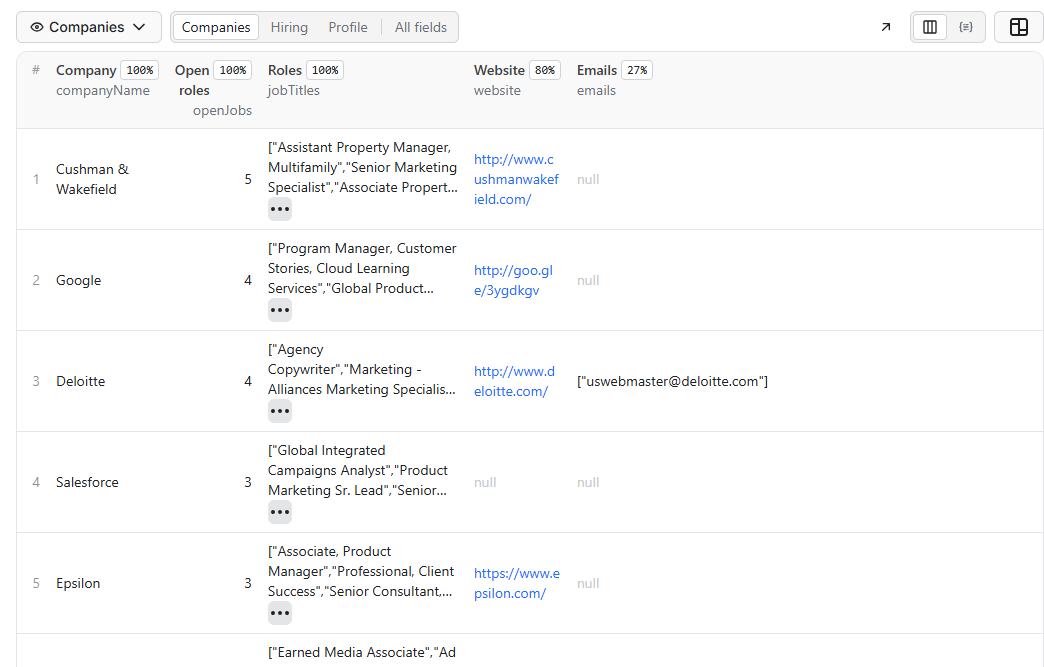 Companies
Companies Hiring Profile All fields
# Company 100% Open 100% Roles 100% Website 80% Emails 27%
companyName roles jobTitles website emails
openJobs
1
Cushman &
Wakefield
5
["Assistant Property Manager,
Multifamily","Senior Marketing
Specialist","Associate Propert...
•••
http://www.c
ushmanwakef
ield.com/
null
2
Google
4
["Program Manager, Customer
Stories, Cloud Learning
Services","Global Product...
•••
http://goo.gl
e/3ygdkgv
null
3
Deloitte
4
["Agency
Copywriter","Marketing -
Alliances Marketing Specialis...
•••
http://www.d
eloitte.com/
["uswebmaster@deloitte.com"]
4
Salesforce
3
["Global Integrated
Campaigns Analyst","Product
Marketing Sr. Lead","Senior...
•••
null
null
5
Epsilon
3
["Associate, Product
Manager","Professional, Client
Success","Senior Consultant,...
•••
https://www.e
psilon.com/
null
["Earned Media Associate","Ad